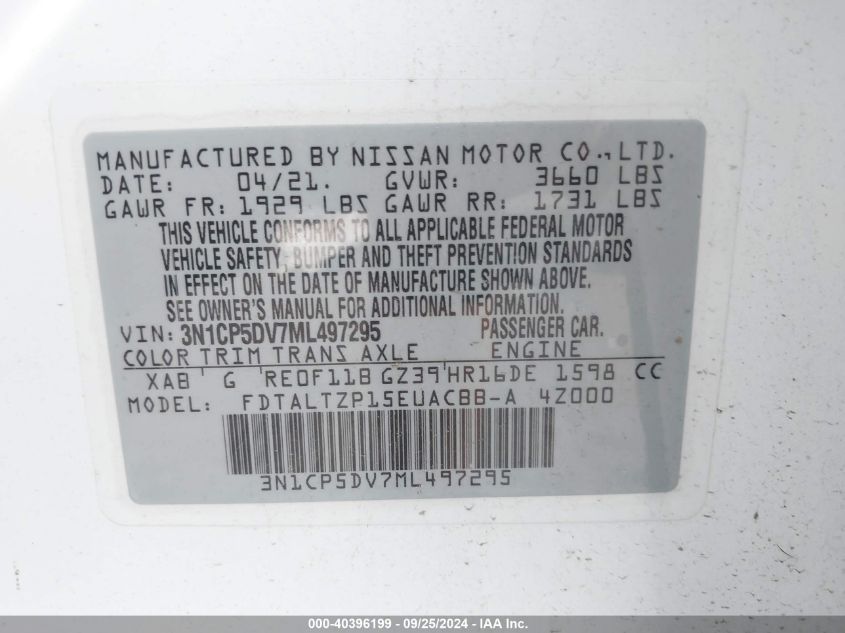 MANUFACTURED BY NISSAN MOTOR CO., LTD.
DATE: 04/21. GVWR: 3660 LBS
GAWR FR: 1929 LBS GAWR RR: 1731 LBS
THIS VEHICLE CONFORMS TO ALL APPLICABLE FEDERAL MOTOR
VEHICLE SAFETY, BUMPER AND THEFT PREVENTION STANDARDS
IN EFFECT ON THE DATE OF MANUFACTURE SHOWN ABOVE.
SEE OWNER'S MANUAL FOR ADDITIONAL INFORMATION.
VIN: 3N1CP5DV7ML497295 PASSENGER CAR.
COLOR TRIM TRANS AXLE ENGINE
XAB G RE0F11B GZ39 HR16DE 1598 CC
MODEL: FDTALTZP15EUACBB-A 4Z000
3N1CP5DV7ML497295
000-40396199 - 09/25/2024 - IAA Inc.